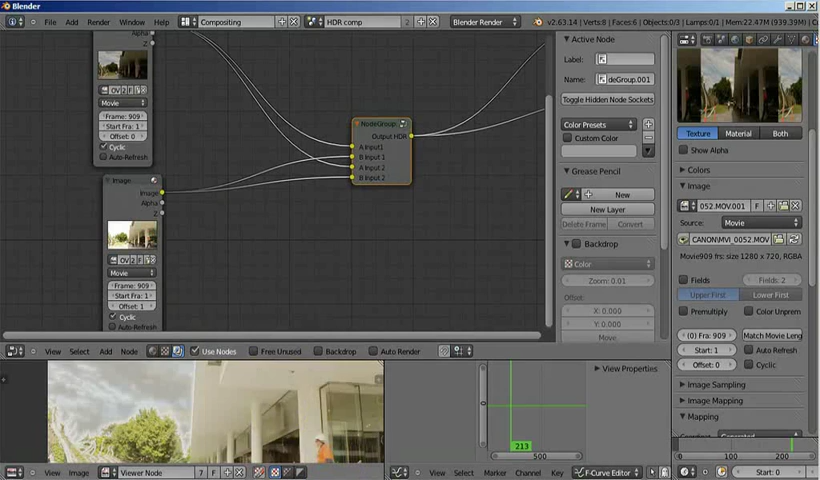 Blender
File Add Render Window Help Compositing HDR comp 2 Blender Render v2.63.14 | Verts:8 | Faces:6 | Objects:0/3 | Lamps:0/1 | Mem:22.47M (939.39M)
Alpha
Z
Movie
Frame: 909
Start Fra: 1
Offset: 0
Cyclic
Auto-Refresh
Image
Image
Alpha
Z
Movie
Frame: 909
Start Fra: 1
Offset: 1
Cyclic
Auto-Refresh
NodeGroup
Output HDR
A Input1
B Input 1
A Input 2
B Input 2
Active Node
Label:
Name: deGroup.001
Toggle Hidden Node Sockets
Color Presets
Custom Color
Grease Pencil
New
New Layer
Delete Frame Convert
Backdrop
Color
Zoom: 0.01
Offset:
X: 0.000
Y: 0.000
Move
Texture Material Both
Show Alpha
Colors
Image
052.MOV.001 F
Source: Movie
CANON\MVI_0052.MOV
Movie909 frs: size 1280 x 720, RGBA
Fields Fields: 2
Upper First Lower First
Premultiply Color Unprem
(0) Fra: 909 Match Movie Leng
Start: 1 Auto Refresh
Offset: 0 Cyclic
Image Sampling
Image Mapping
Mapping
View Select Add Node Use Nodes Free Unused Backdrop Auto Render
View Properties
213
500
0 200
View Image Viewer Node 7 F
View Select Marker Channel Key F-Curve Editor
Start: 0